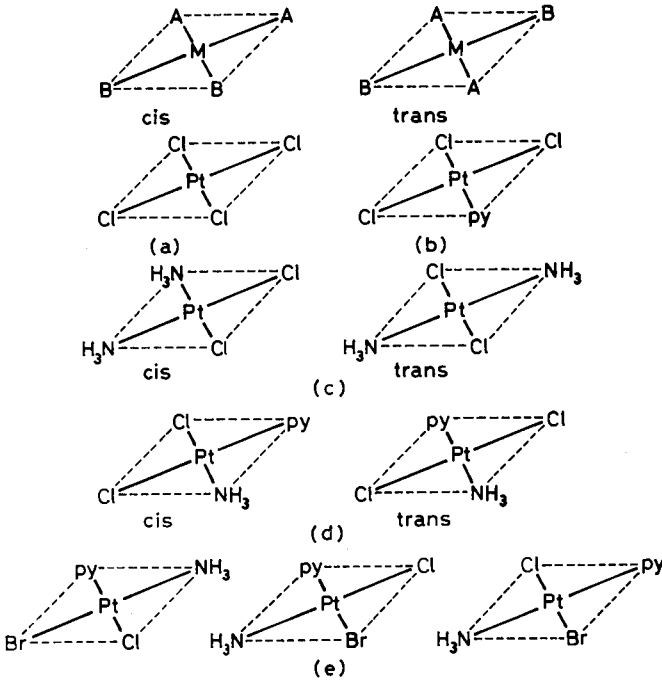 A A
M
B B
cis
A B
M
B A
trans
Cl Cl
Pt
Cl Cl
(a)
Cl Cl
Pt
Cl py
(b)
H₃N Cl
Pt
H₃N Cl
cis
Cl NH₃
Pt
H₃N Cl
trans
(c)
Cl py
Pt
Cl NH₃
cis
py Cl
Pt
Cl NH₃
trans
(d)
py NH₃
Pt
Br Cl
py Cl
Pt
H₃N Br
Cl py
Pt
H₃N Br
(e)